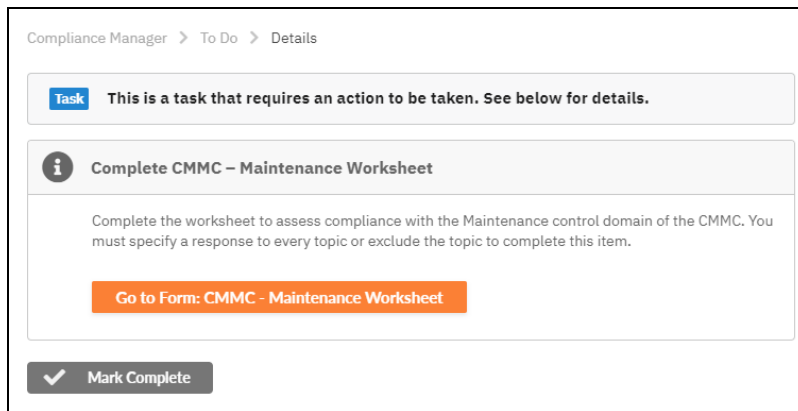 Compliance Manager > To Do > Details
Task This is a task that requires an action to be taken. See below for details.
Complete CMMC – Maintenance Worksheet
Complete the worksheet to assess compliance with the Maintenance control domain of the CMMC. You
must specify a response to every topic or exclude the topic to complete this item.
Go to Form: CMMC - Maintenance Worksheet
Mark Complete